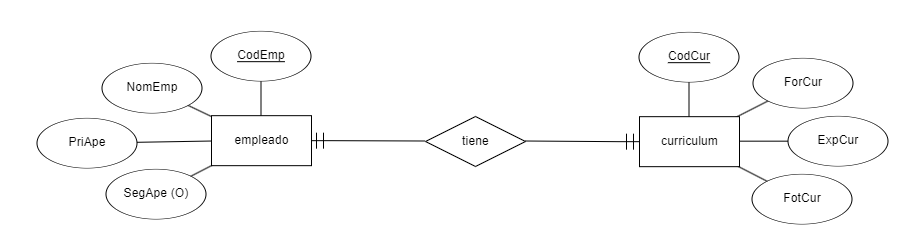 CodEmp
NomEmp
PriApe
SegApe (O)
empleado
tiene
CodCur
ForCur
ExpCur
FotCur
curriculum